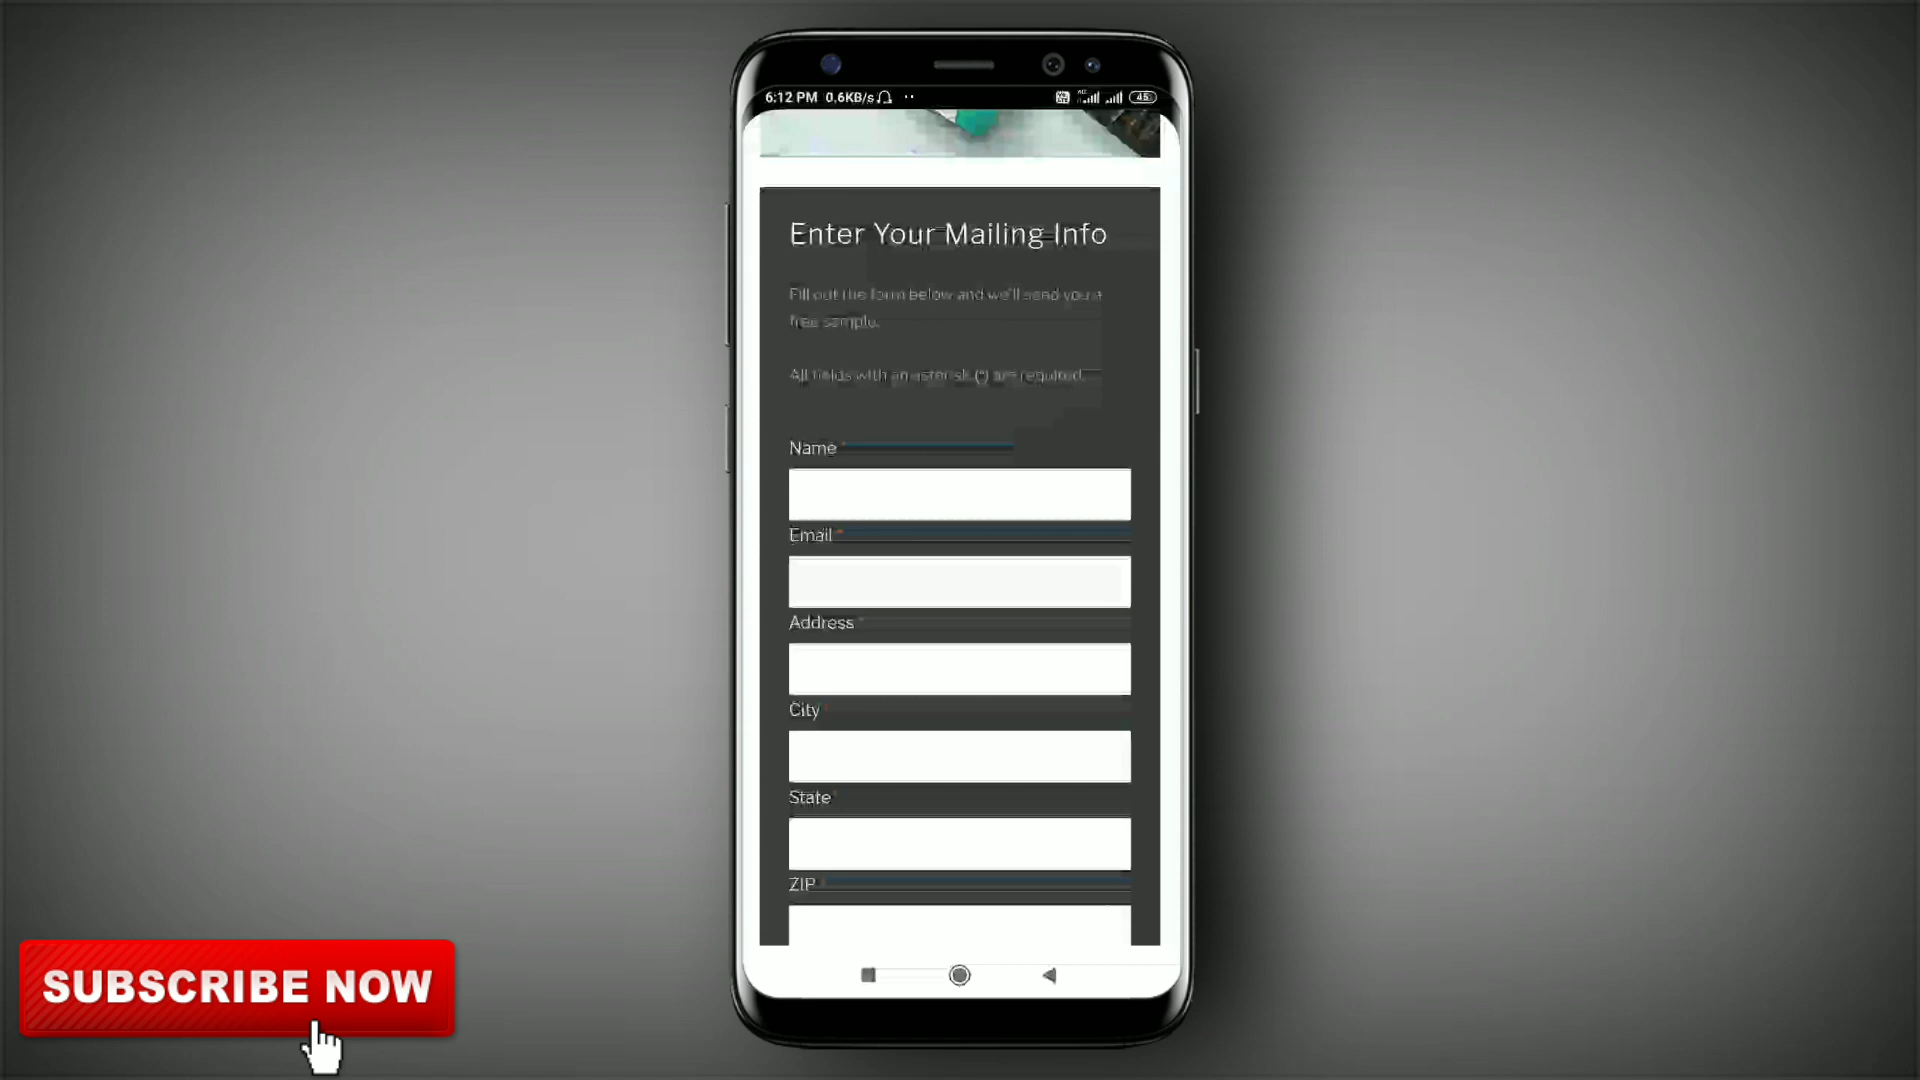 6:12 PM 0.6KB/s
45
Enter Your Mailing Info
Fill out the form below and we'll send you a
free sample.
All fields with an asterisk (*) are required.
Name *
Email *
Address *
City
State
ZIP
SUBSCRIBE NOW